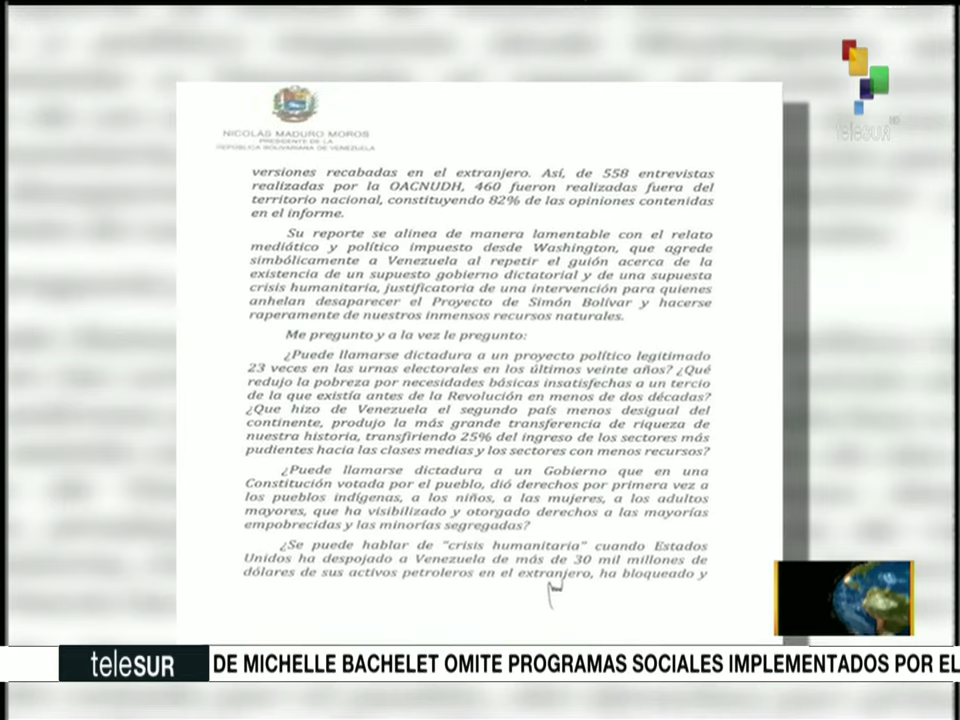 NICOLÁS MADURO MOROS
PRESIDENTE DE LA
REPÚBLICA BOLIVARIANA DE VENEZUELA
teleSUR
HD
versiones recabadas en el extranjero. Así, de 558 entrevistas
realizadas por la OACNUDH, 460 fueron realizadas fuera del
territorio nacional, constituyendo 82% de las opiniones contenidas
en el informe.
Su reporte se alinea de manera lamentable con el relato
mediático y político impuesto desde Washington, que agrede
simbólicamente a Venezuela al repetir el guión acerca de la
existencia de un supuesto gobierno dictatorial y de una supuesta
crisis humanitaria, justificatoria de una intervención para quienes
anhelan desaparecer el Proyecto de Simón Bolívar y hacerse
raperamente de nuestros inmensos recursos naturales.
Me pregunto y a la vez le pregunto:
¿Puede llamarse dictadura a un proyecto político legitimado
23 veces en las urnas electorales en los últimos veinte años? ¿Qué
redujo la pobreza por necesidades básicas insatisfechas a un tercio
de la que existía antes de la Revolución en menos de dos décadas?
¿Que hizo de Venezuela el segundo país menos desigual del
continente, produjo la más grande transferencia de riqueza de
nuestra historia, transfiriendo 25% del ingreso de los sectores más
pudientes hacia las clases medias y los sectores con menos recursos?
¿Puede llamarse dictadura a un Gobierno que en una
Constitución votada por el pueblo, dió derechos por primera vez a
los pueblos indígenas, a los niños, a las mujeres, a los adultos
mayores, que ha visibilizado y otorgado derechos a las mayorías
empobrecidas y las minorías segregadas?
¿Se puede hablar de "crisis humanitaria" cuando Estados
Unidos ha despojado a Venezuela de más de 30 mil millones de
dólares de sus activos petroleros en el extranjero, ha bloqueado y
teleSUR DE MICHELLE BACHELET OMITE PROGRAMAS SOCIALES IMPLEMENTADOS POR EL